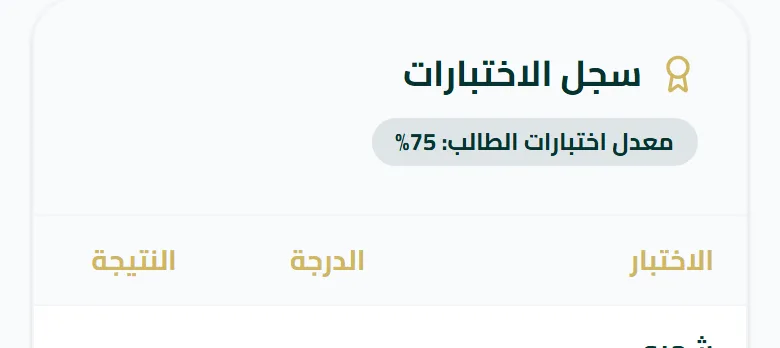 سجل الاختبارات
معدل اختبارات الطالب: 75%
الاختبار الدرجة النتيجة